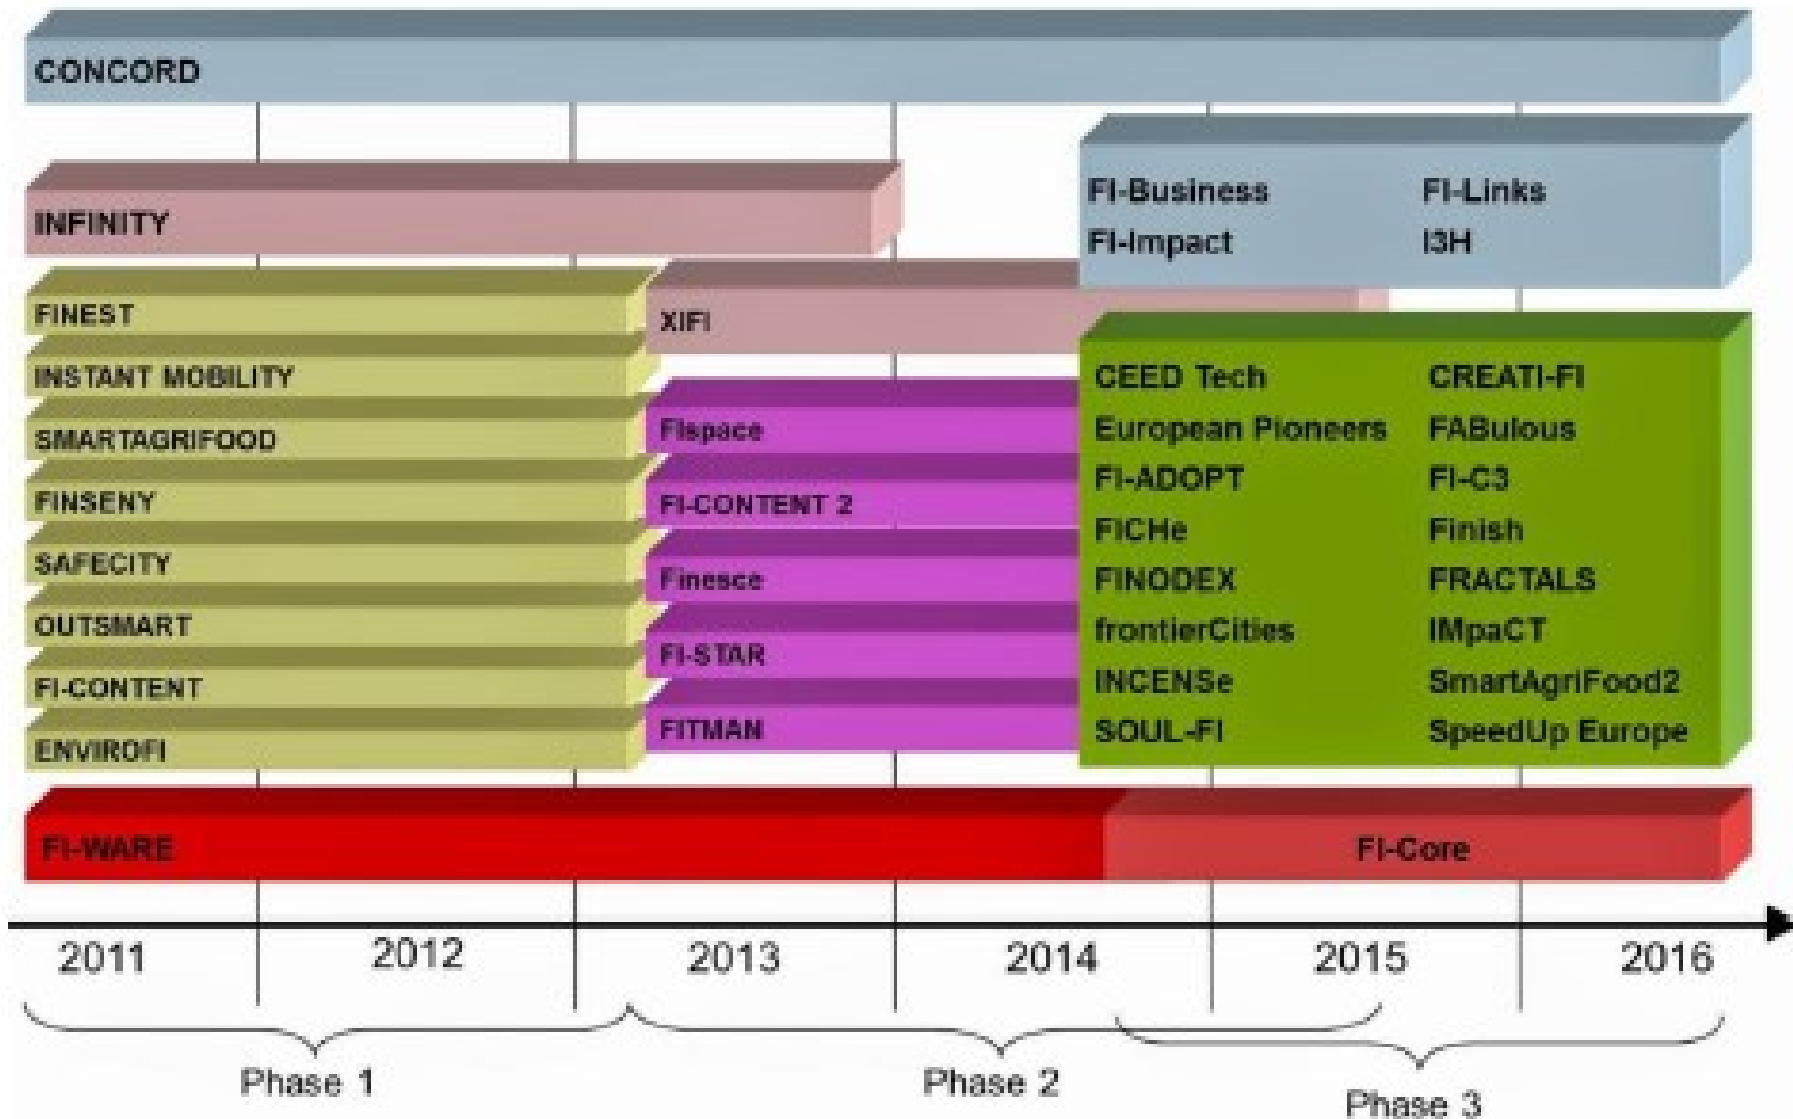 CONCORD
INFINITY
FI-Business FI-Links
FI-Impact I3H
FINEST
INSTANT MOBILITY
SMARTAGRIFOOD
FINSENY
SAFECITY
OUTSMART
FI-CONTENT
ENVIROFI
XIFI
FIspace
FI-CONTENT 2
Finesce
FI-STAR
FITMAN
CEED Tech CREATI-FI
European Pioneers FABulous
FI-ADOPT FI-C3
FICHe Finish
FINODEX FRACTALS
frontierCities IMpaCT
INCENSe SmartAgriFood2
SOUL-FI SpeedUp Europe
FI-WARE FI-Core
2011 2012 2013 2014 2015 2016
Phase 1 Phase 2 Phase 3